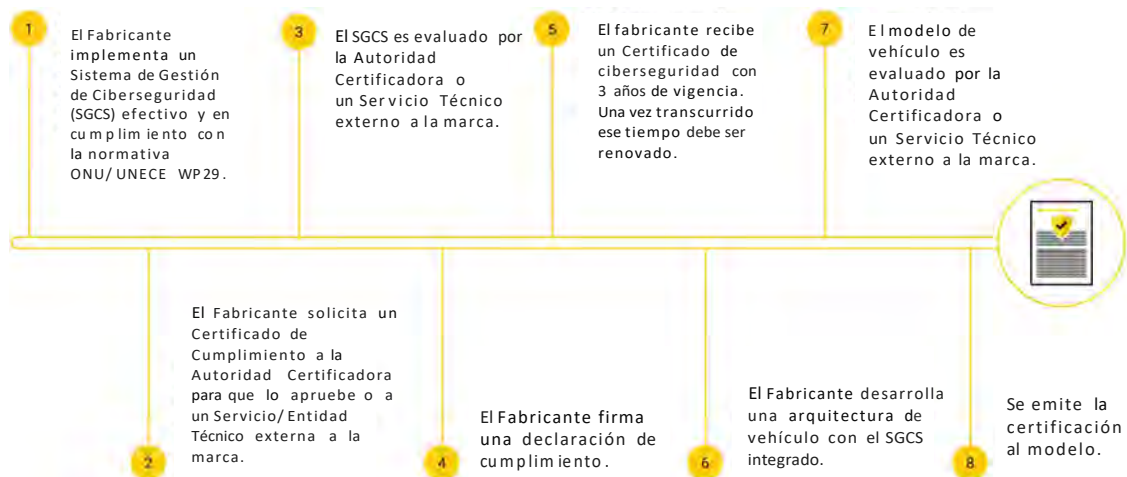 1
El Fabricante
implementa un
Sistema de Gestión
de Ciberseguridad
(SGCS) efectivo y en
cumplimiento con
la normativa
ONU/ UNECE WP29.
2
El Fabricante solicita un
Certificado de
Cumplimiento a la
Autoridad Certificadora
para que lo apruebe o a
un Servicio/ Entidad
Técnico externa a la
marca.
3
El SGCS es evaluado por
la Autoridad
Certificadora o
un Servicio Técnico
externo a la marca.
4
El Fabricante firma
una declaración de
cumplimiento.
5
El fabricante recibe
un Certificado de
ciberseguridad con
3 años de vigencia.
Una vez transcurrido
ese tiempo debe ser
renovado.
6
El Fabricante desarrolla
una arquitectura de
vehículo con el SGCS
integrado.
7
El modelo de
vehículo es
evaluado por la
Autoridad
Certificadora o
un Servicio Técnico
externo a la marca.
8
Se emite la
certificación
al modelo.